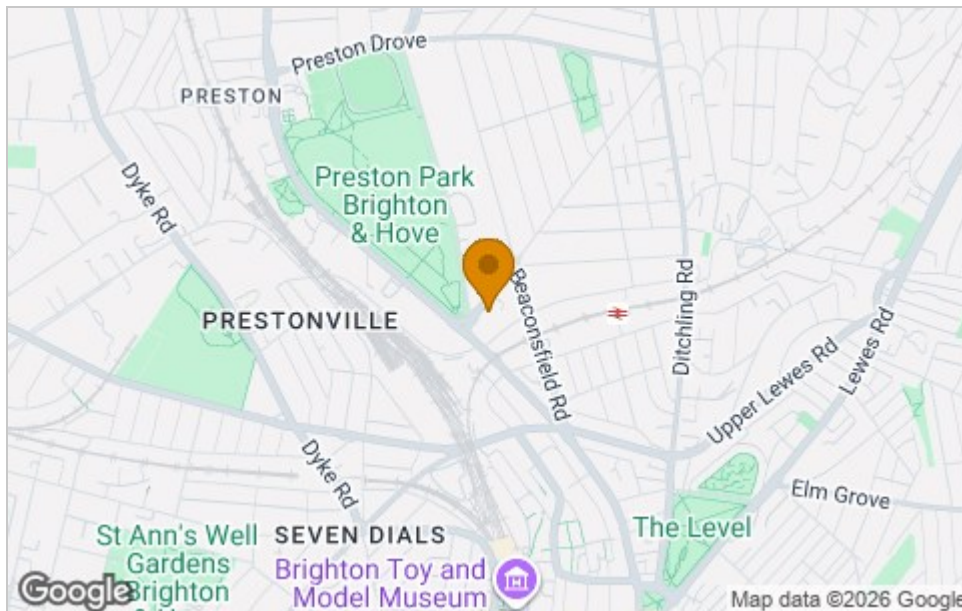 Preston Drove
PRESTON
Dyke Rd
Preston Park
Brighton
& Hove
Beaconsfield Rd
Ditchling Rd
PRESTONVILLE
Upper Lewes Rd
Lewes Rd
Dyke Rd
Elm Grove
St Ann's Well
Gardens
Brighton
SEVEN DIALS
The Level
Brighton Toy and
Model Museum
Google
Map data ©2026 Google